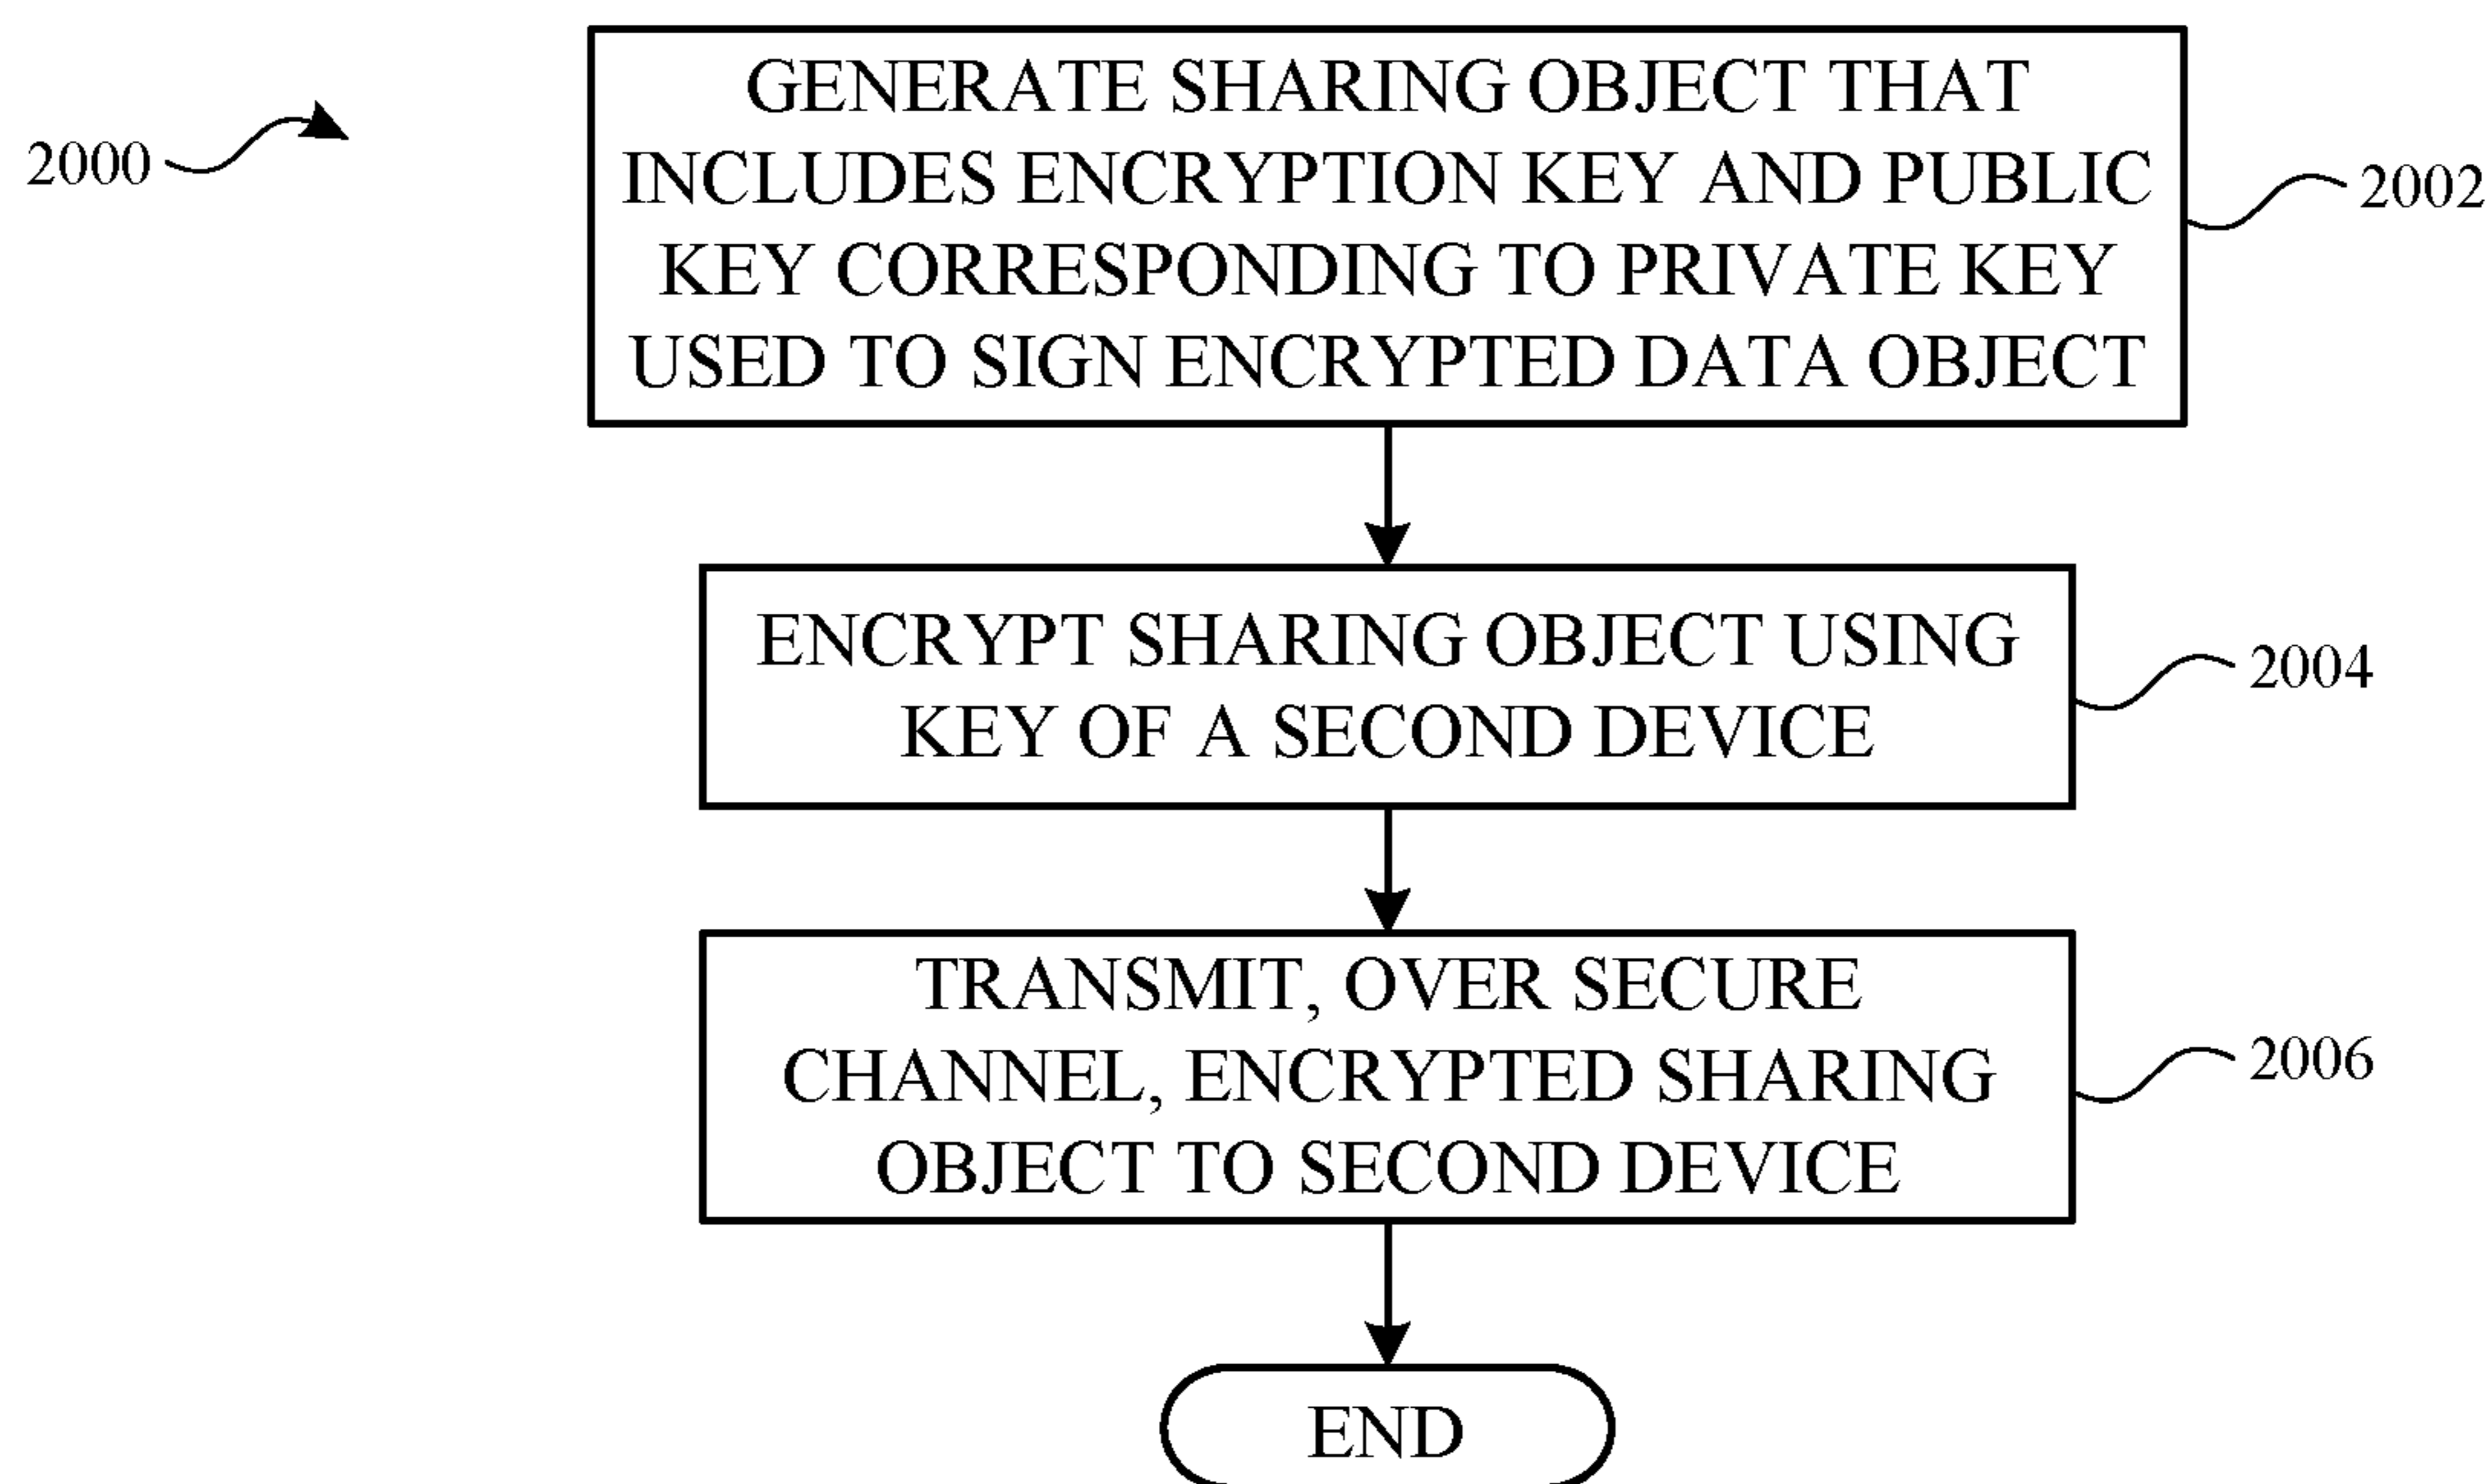 2000
GENERATE SHARING OBJECT THAT
INCLUDES ENCRYPTION KEY AND PUBLIC
KEY CORRESPONDING TO PRIVATE KEY
USED TO SIGN ENCRYPTED DATA OBJECT
2002
ENCRYPT SHARING OBJECT USING
KEY OF A SECOND DEVICE
2004
TRANSMIT, OVER SECURE
CHANNEL, ENCRYPTED SHARING
OBJECT TO SECOND DEVICE
2006
END